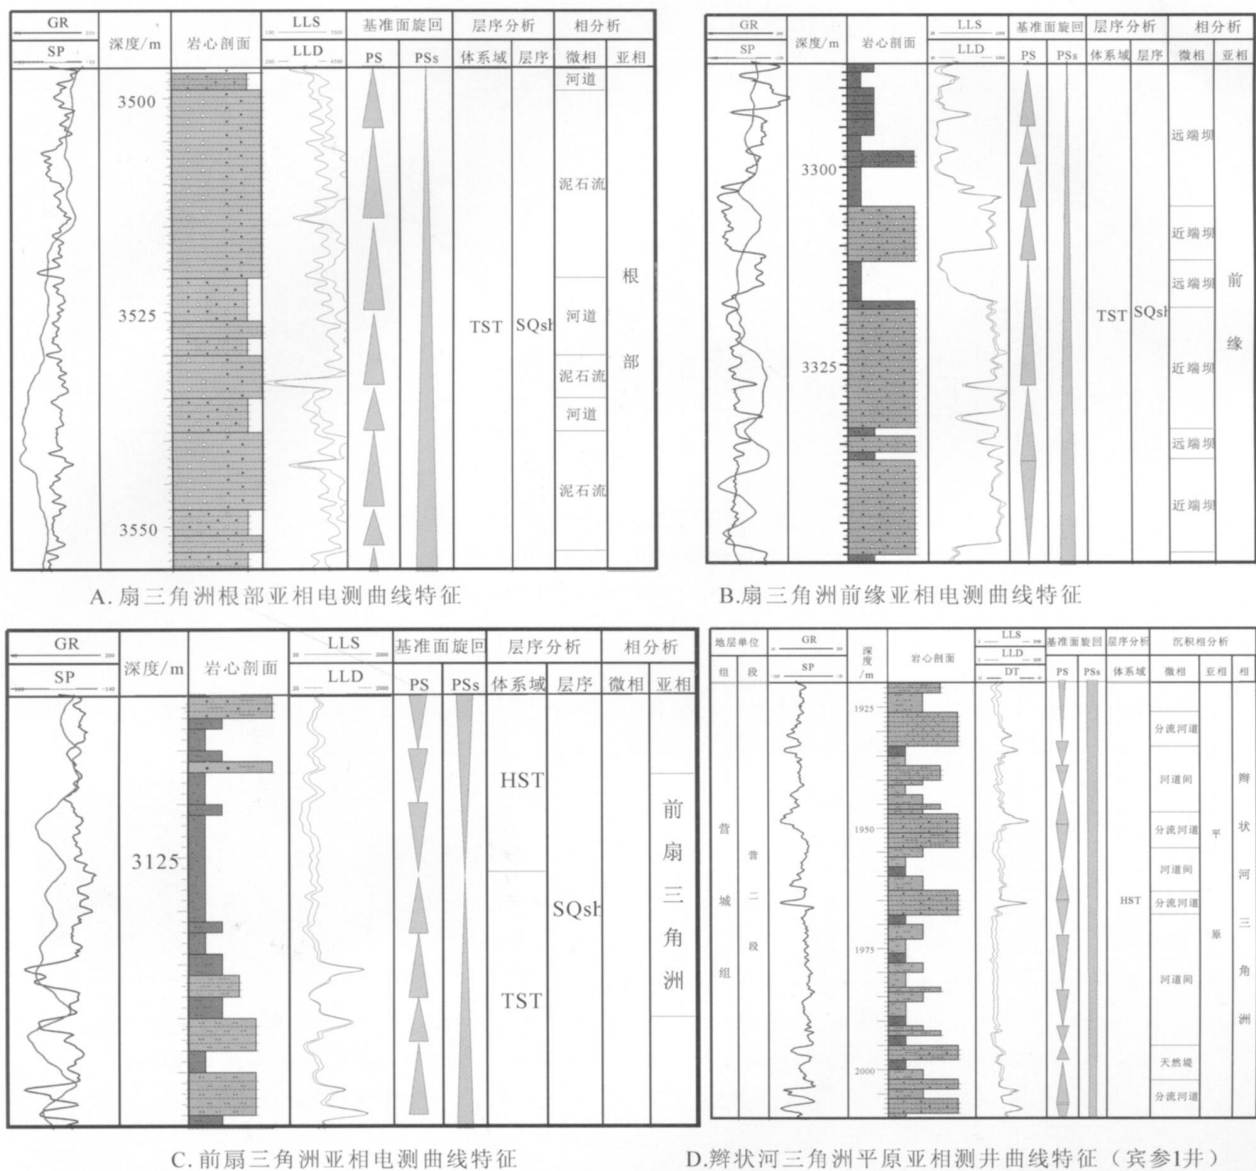 GR
SP
深度/m
岩心剖面
LLS
LLD
基准面旋回
PS PSs
层序分析
体系域 层序
相分析
微相 亚相
3500
3525
3550
TST
SQsh
河道
泥石流
河道
泥石流
河道
泥石流
根部
A.扇三角洲根部亚相电测曲线特征
GR
SP
深度/m
岩心剖面
LLS
LLD
基准面旋回
PS PSs
层序分析
体系域 层序
相分析
微相 亚相
3300
3325
TST
SQsh
远端坝
近端坝
远端坝
近端坝
远端坝
近端坝
前缘
B.扇三角洲前缘亚相电测曲线特征
GR
SP
深度/m
岩心剖面
LLS
LLD
基准面旋回
PS PSs
层序分析
体系域 层序
相分析
微相 亚相
3125
HST
TST
SQsh
前扇三角洲
C.前扇三角洲亚相电测曲线特征
地层单位
组 段
GR
SP
深度/m
岩心剖面
LLS
LLD
DT
基准面旋回
PS PSs
层序分析
体系域
沉积相分析
微相 亚相 相
营城组
营二段
1925
1950
1975
2000
HST
分流河道
河道间
分流河道
河道间
分流河道
河道间
天然堤
分流河道
平原
辫状河三角洲
D.辫状河三角洲平原亚相测井曲线特征（宾参1井）